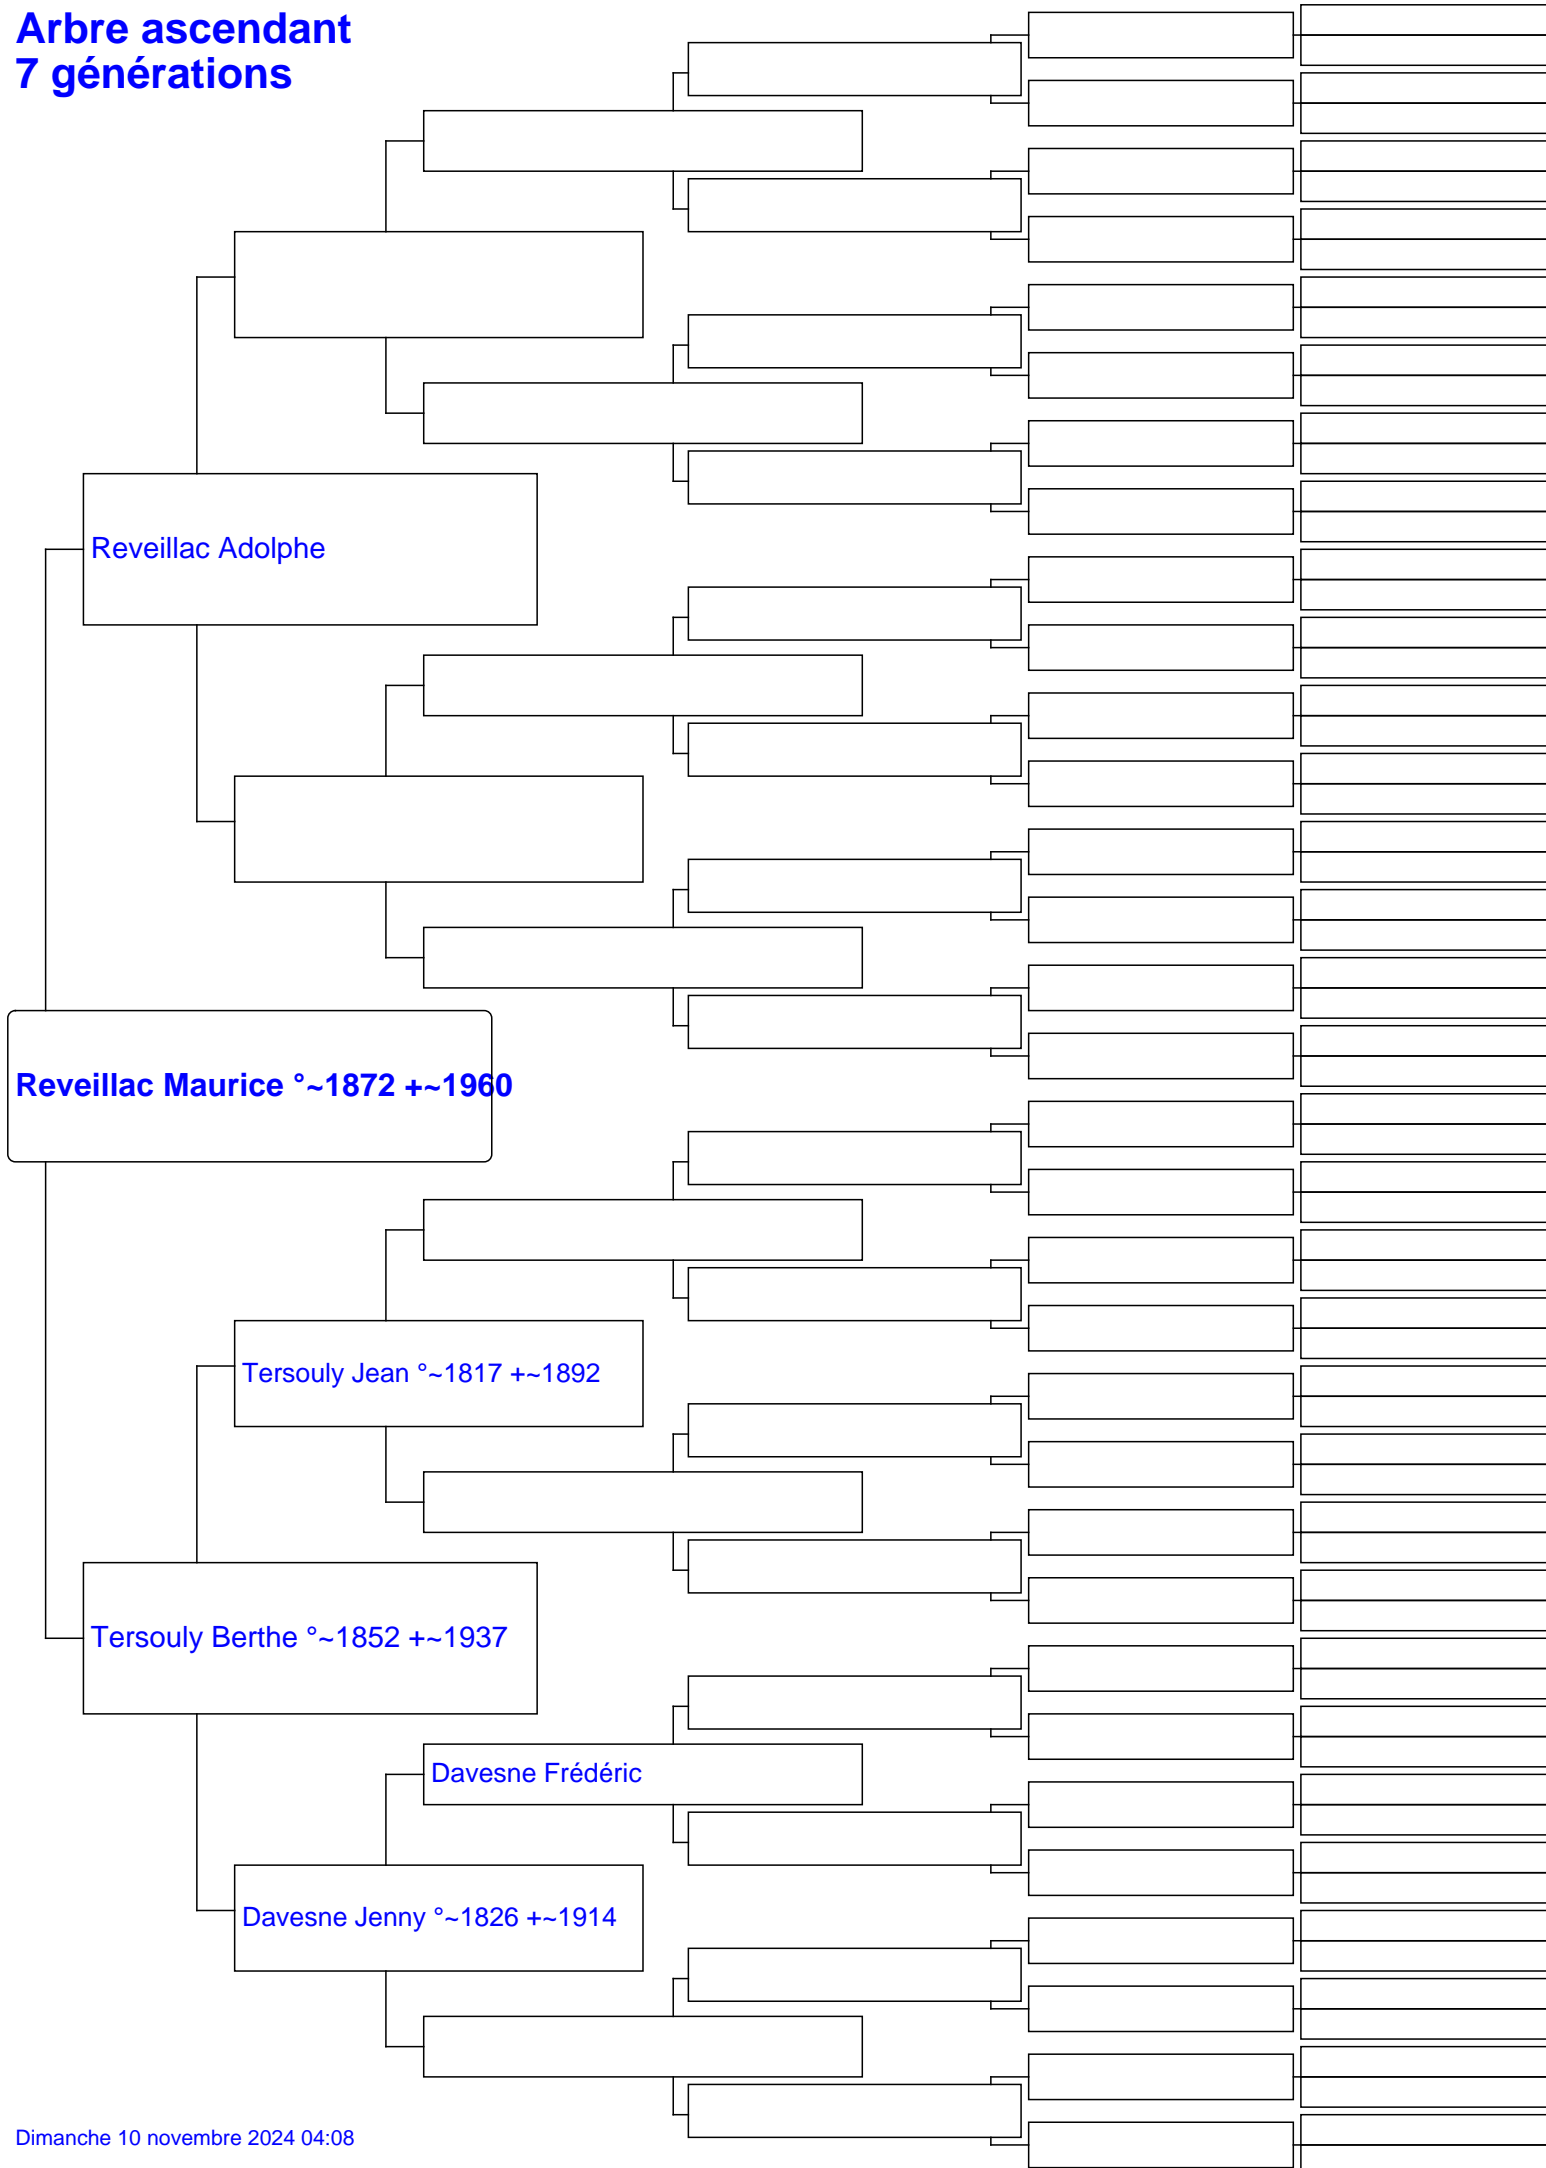 Arbre ascendant
7 générations
Reveillac Adolphe
Reveillac Maurice °~1872 +~1960
Tersouly Jean °~1817 +~1892
Tersouly Berthe °~1852 +~1937
Davesne Frédéric
Davesne Jenny °~1826 +~1914
Dimanche 10 novembre 2024 04:08